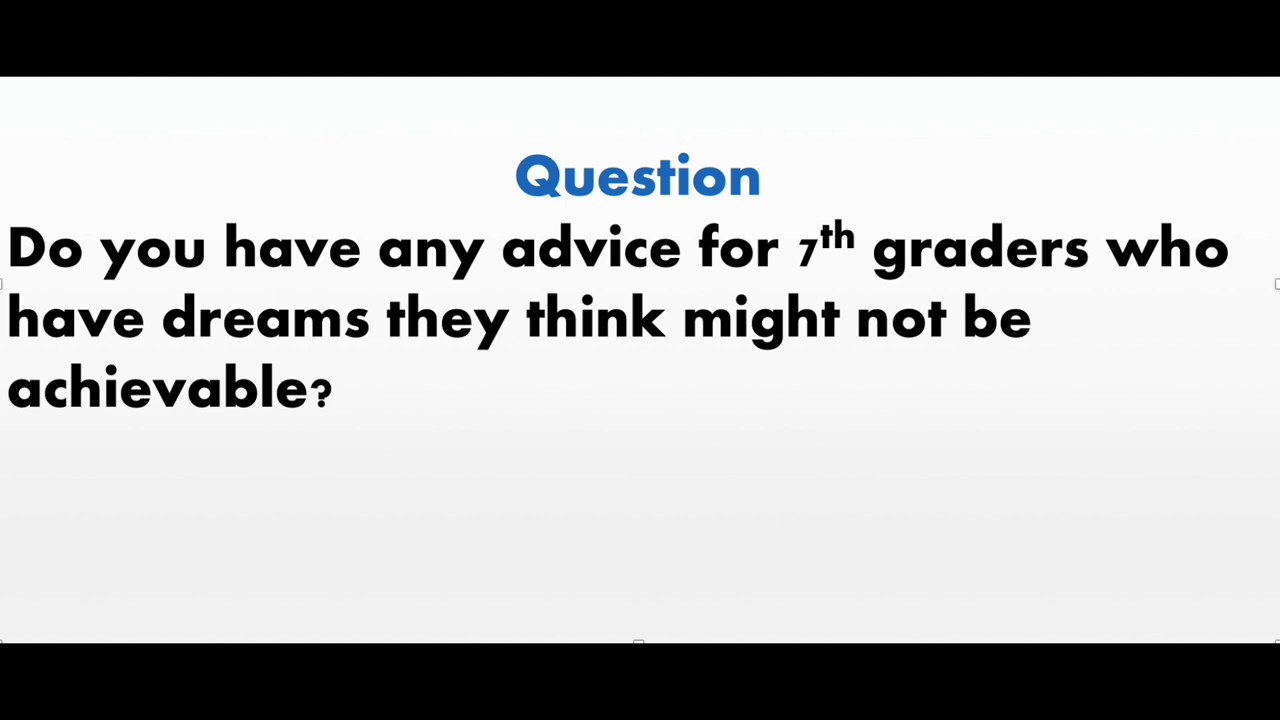 Question
Do you have any advice for 7th graders who
have dreams they think might not be
achievable?